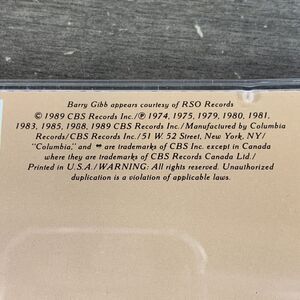 Barry Gibb appears courtesy of RSO Records
© 1989 CBS Records Inc./℗ 1974, 1975, 1979, 1980, 1981,
1983, 1985, 1988, 1989 CBS Records Inc./Manufactured by Columbia
Records/CBS Records Inc./51 W. 52 Street, New York, NY/
"Columbia," and are trademarks of CBS Inc. except in Canada
where they are trademarks of CBS Records Canada Ltd./
Printed in U.S.A./WARNING: All rights reserved. Unauthorized
duplication is a violation of applicable laws.